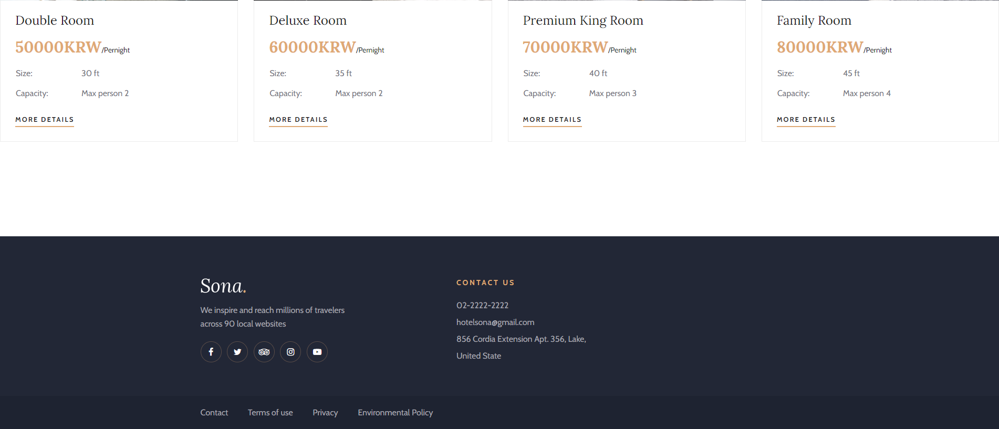 Double Room
50000KRW/Pernight
Size: 30 ft
Capacity: Max person 2
MORE DETAILS
Deluxe Room
60000KRW/Pernight
Size: 35 ft
Capacity: Max person 2
MORE DETAILS
Premium King Room
70000KRW/Pernight
Size: 40 ft
Capacity: Max person 3
MORE DETAILS
Family Room
80000KRW/Pernight
Size: 45 ft
Capacity: Max person 4
MORE DETAILS
Sona.
We inspire and reach millions of travelers
across 90 local websites
CONTACT US
02-2222-2222
hotelsona@gmail.com
856 Cordia Extension Apt. 356, Lake,
United State
Contact Terms of use Privacy Environmental Policy